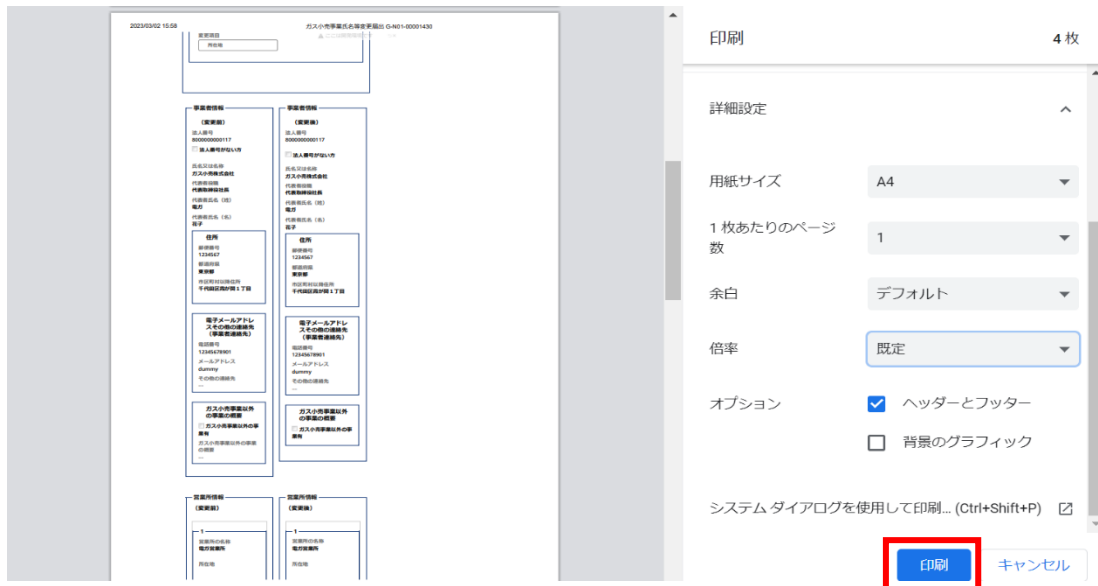 2023/03/02 15:58
ガス小売事業氏名等変更届出 G-N01-00001430
変更項目
所在地
事業者情報
(変更前)
法人番号
8000000000117
法人番号がない方
氏名又は名称
ガス小売株式会社
代表者役職
代表取締役社長
代表者氏名（姓）
電ガ
代表者氏名（名）
花子
住所
郵便番号
1234567
都道府県
東京都
市区町村以降住所
千代田区霞が関１丁目
電子メールアドレ
スその他の連絡先
（事業者連絡先）
電話番号
12345678901
メールアドレス
dummy
その他の連絡先
---
ガス小売事業以外
の事業の概要
ガス小売事業以外の事
業有
ガス小売事業以外の事業
の概要
---
事業者情報
(変更後)
法人番号
8000000000117
法人番号がない方
氏名又は名称
ガス小売株式会社
代表者役職
代表取締役社長
代表者氏名（姓）
電ガ
代表者氏名（名）
花子
住所
郵便番号
1234567
都道府県
東京都
市区町村以降住所
千代田区霞が関１丁目
電子メールアドレ
スその他の連絡先
（事業者連絡先）
電話番号
12345678901
メールアドレス
dummy
その他の連絡先
---
ガス小売事業以外
の事業の概要
ガス小売事業以外の事
業有
営業所情報
(変更前)
1
営業所の名称
電ガ営業所
所在地
営業所情報
(変更後)
1
営業所の名称
電ガ営業所
所在地
印刷
4 枚
詳細設定
用紙サイズ
A4
1 枚あたりのページ
数
1
余白
デフォルト
倍率
既定
オプション
ヘッダーとフッター
背景のグラフィック
システム ダイアログを使用して印刷... (Ctrl+Shift+P)
印刷
キャンセル